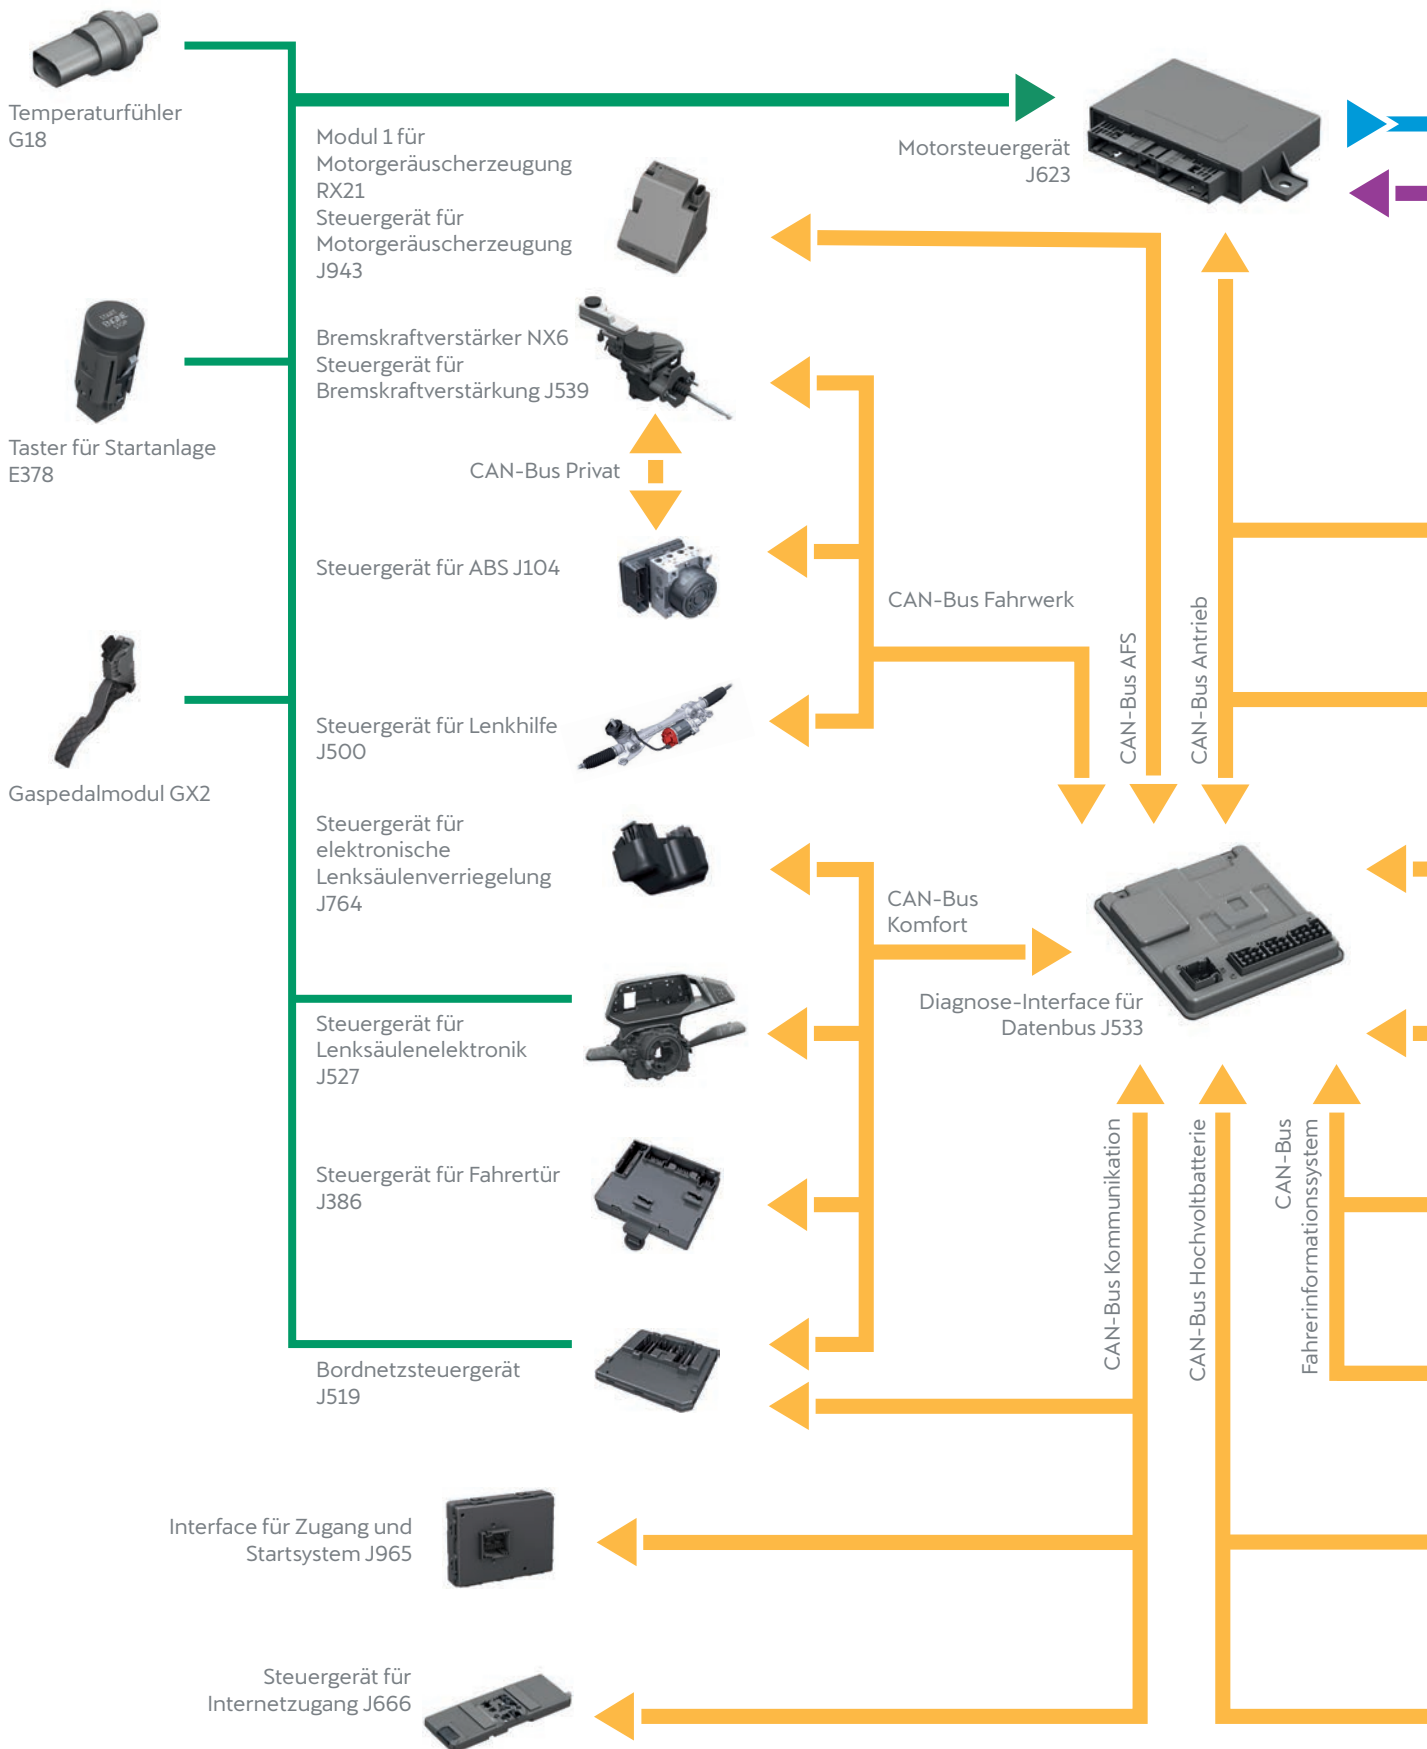 Temperaturfühler
G18
Modul 1 für
Motorgeräuscherzeugung
RX21
Steuergerät für
Motorgeräuscherzeugung
J943
Motorsteuergerät
J623
START
ENGINE
STOP
Taster für Startanlage
E378
Bremskraftverstärker NX6
Steuergerät für
Bremskraftverstärkung J539
CAN-Bus Privat
Steuergerät für ABS J104
CAN-Bus Fahrwerk
CAN-Bus AFS
CAN-Bus Antrieb
Gaspedalmodul GX2
Steuergerät für Lenkhilfe
J500
Steuergerät für
elektronische
Lenksäulenverriegelung
J764
CAN-Bus
Komfort
Diagnose-Interface für
Datenbus J533
Steuergerät für
Lenksäulenelektronik
J527
Steuergerät für Fahrertür
J386
CAN-Bus Kommunikation
CAN-Bus Hochvoltbatterie
CAN-Bus
Fahrerinformationssystem
Bordnetzsteuergerät
J519
Interface für Zugang und
Startsystem J965
Steuergerät für
Internetzugang J666